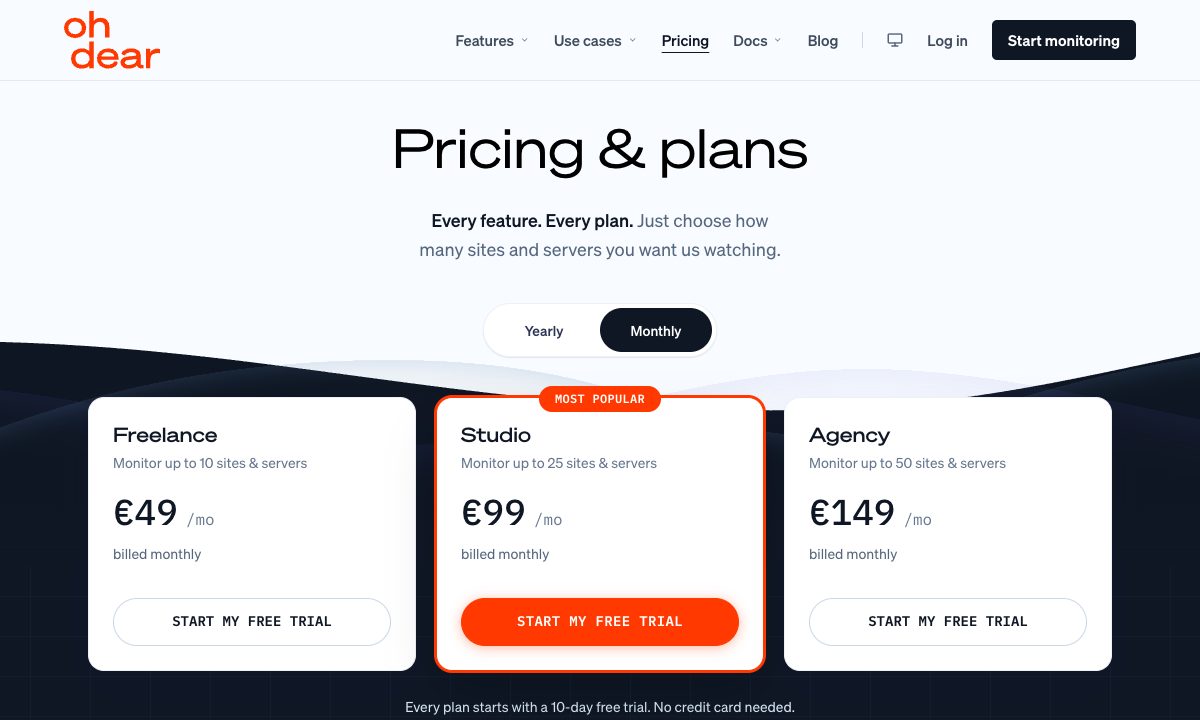 oh
dear
Features
Use cases
Pricing
Docs
Blog
Log in
Start monitoring
Pricing & plans
Every feature. Every plan. Just choose how
many sites and servers you want us watching.
Yearly
Monthly
Freelance
Monitor up to 10 sites & servers
€49 /mo
billed monthly
START MY FREE TRIAL
MOST POPULAR
Studio
Monitor up to 25 sites & servers
€99 /mo
billed monthly
START MY FREE TRIAL
Agency
Monitor up to 50 sites & servers
€149 /mo
billed monthly
START MY FREE TRIAL
Every plan starts with a 10-day free trial. No credit card needed.